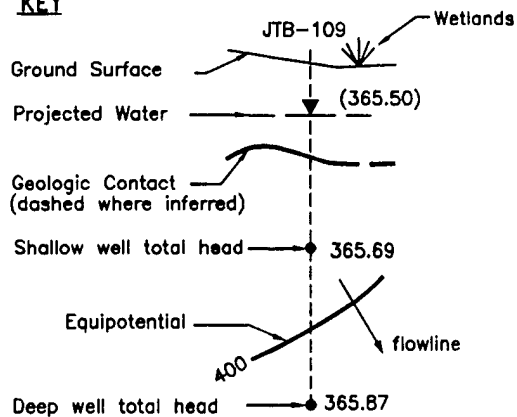 KEY
JTB-109
Wetlands
Ground Surface
Projected Water
(365.50)
Geologic Contact
(dashed where inferred)
Shallow well total head
365.69
Equipotential
400
flowline
Deep well total head
365.87